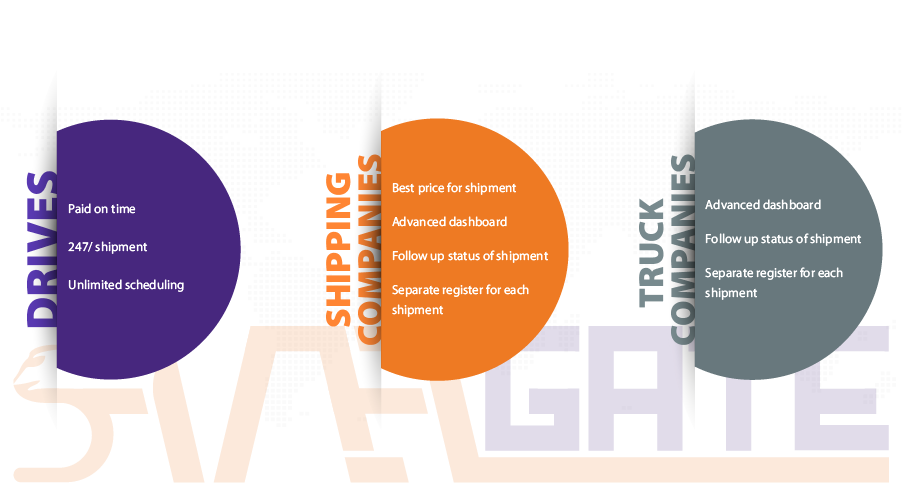 DRIVES
Paid on time
247/ shipment
Unlimited scheduling
SHIPPING
COMPANIES
Best price for shipment
Advanced dashboard
Follow up status of shipment
Separate register for each
shipment
TRUCK
COMPANIES
Advanced dashboard
Follow up status of shipment
Separate register for each
shipment
GATE